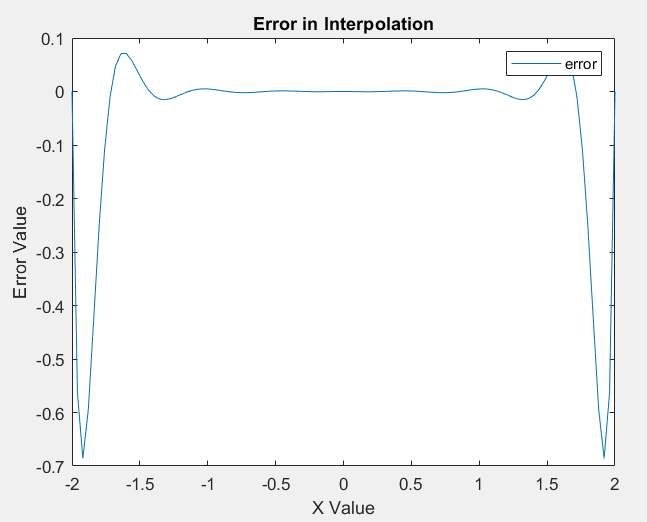 Error in Interpolation
error
0.1
0
-0.1
-0.2
-0.3
-0.4
-0.5
-0.6
-0.7
Error Value
-2 -1.5 -1 -0.5 0 0.5 1 1.5 2
X Value